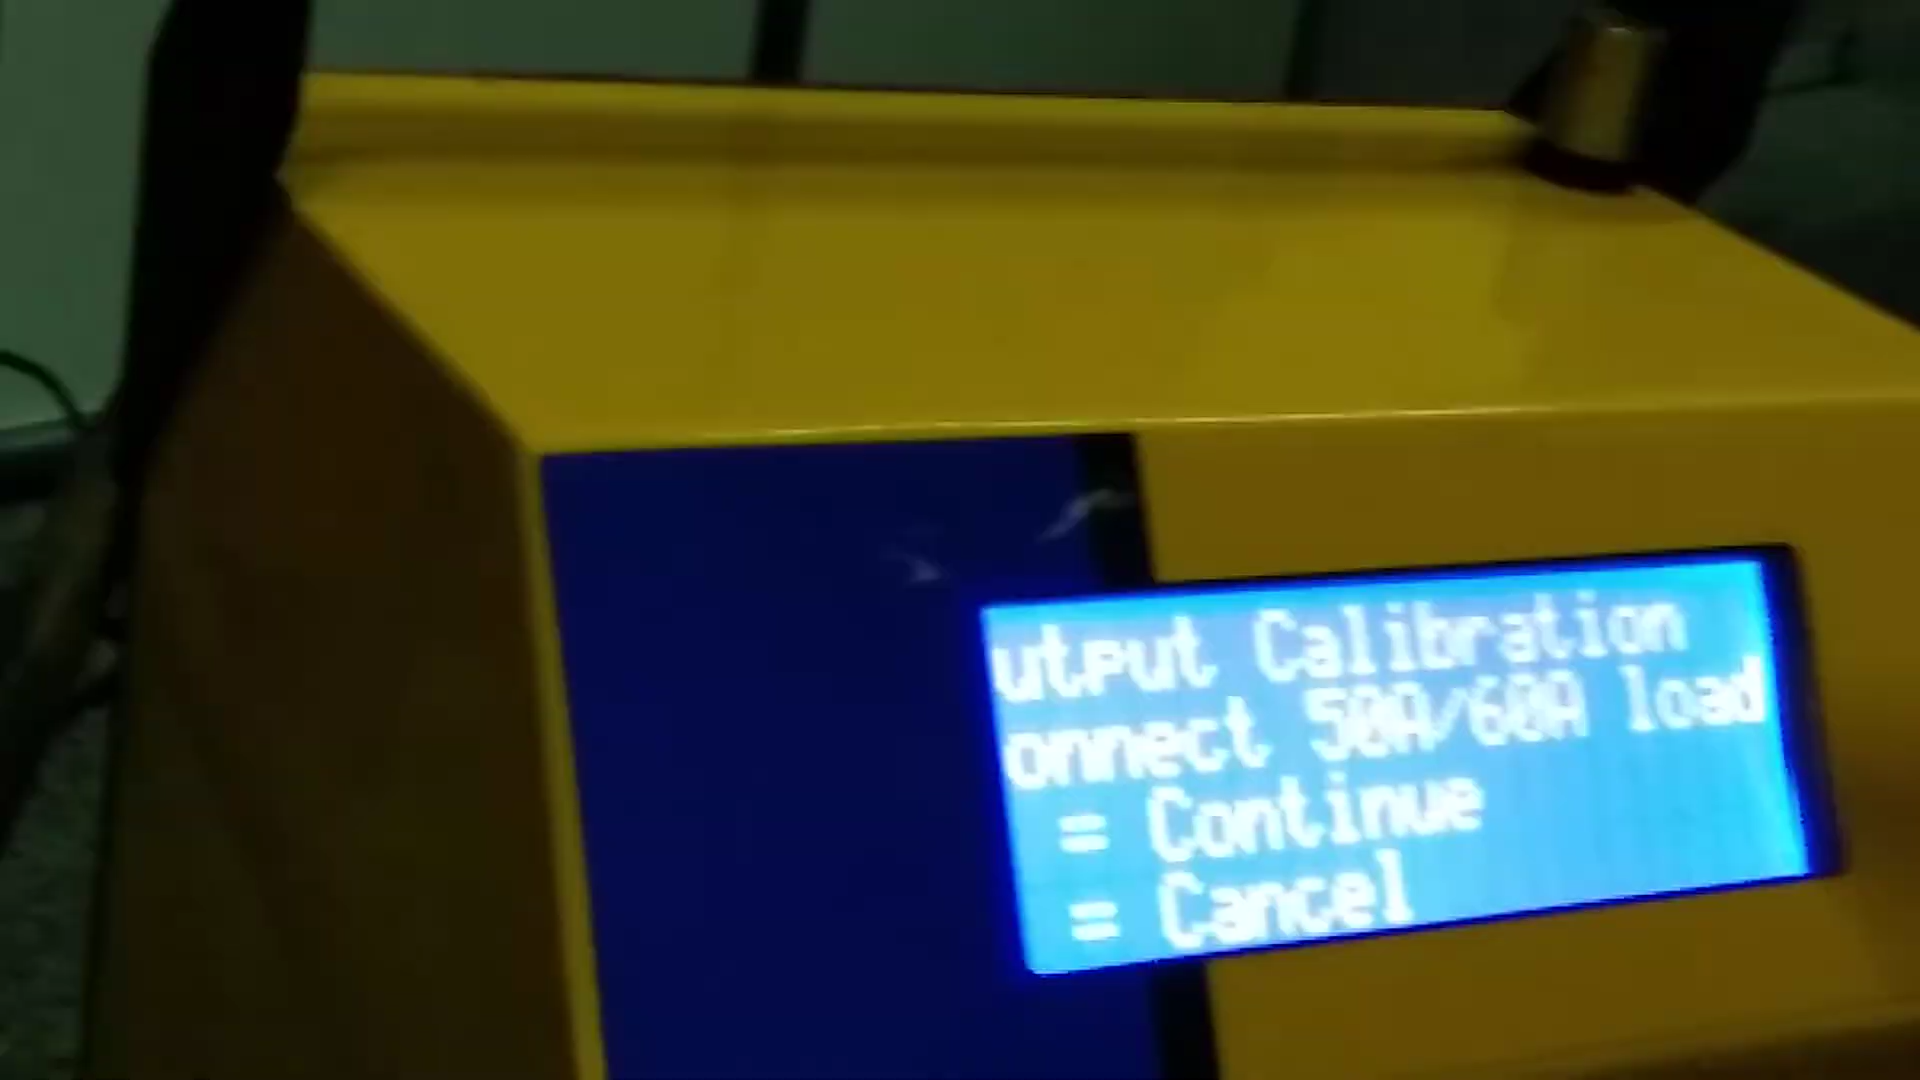 utput Calibration
onnect 50A/60A load
= Continue
= Cancel